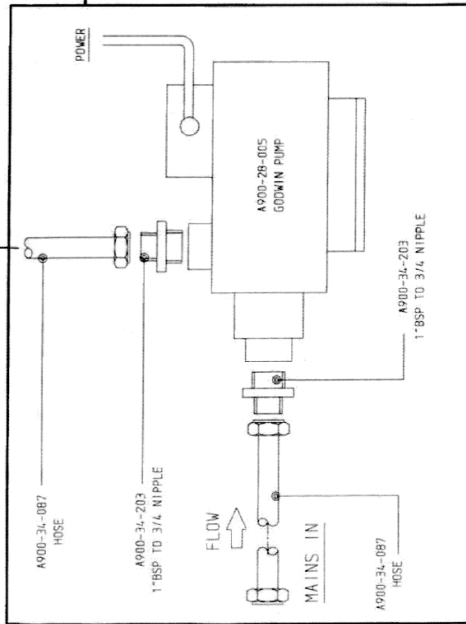 POWER
A900-28-005
GODWIN PUMP
A900-34-087
HOSE
A900-34-203
1"BSP TO 3/4 NIPPLE
A900-34-203
1"BSP TO 3/4 NIPPLE
FLOW
MAINS IN
A900-34-087
HOSE